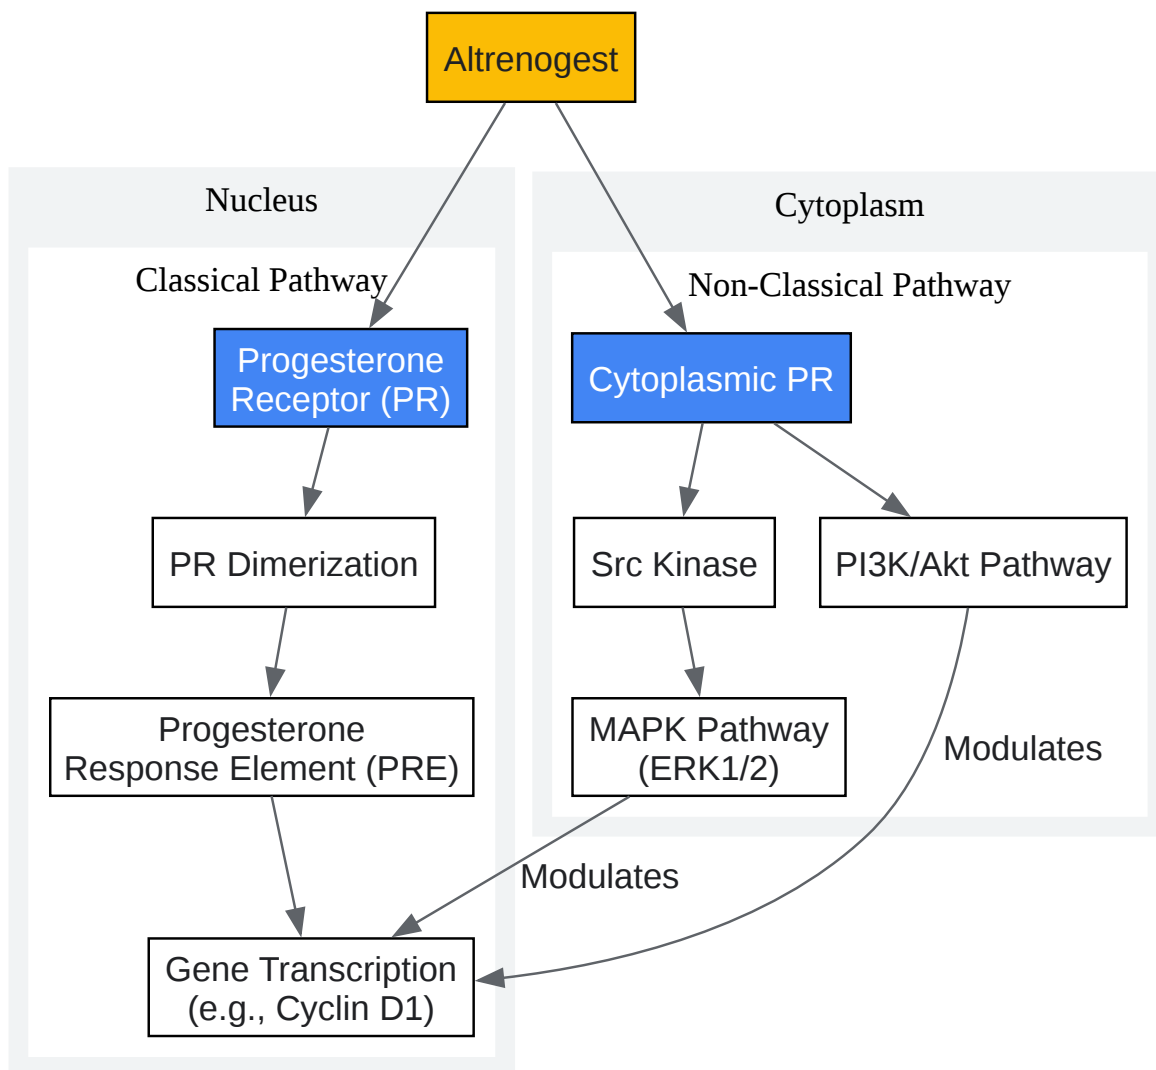 Altrenogest
Nucleus
Cytoplasm
Classical Pathway
Non-Classical Pathway
Progesterone
Receptor (PR)
Cytoplasmic PR
PR Dimerization
Src Kinase
PI3K/Akt Pathway
Progesterone
Response Element (PRE)
MAPK Pathway
(ERK1/2)
Modulates
Modulates
Gene Transcription
(e.g., Cyclin D1)